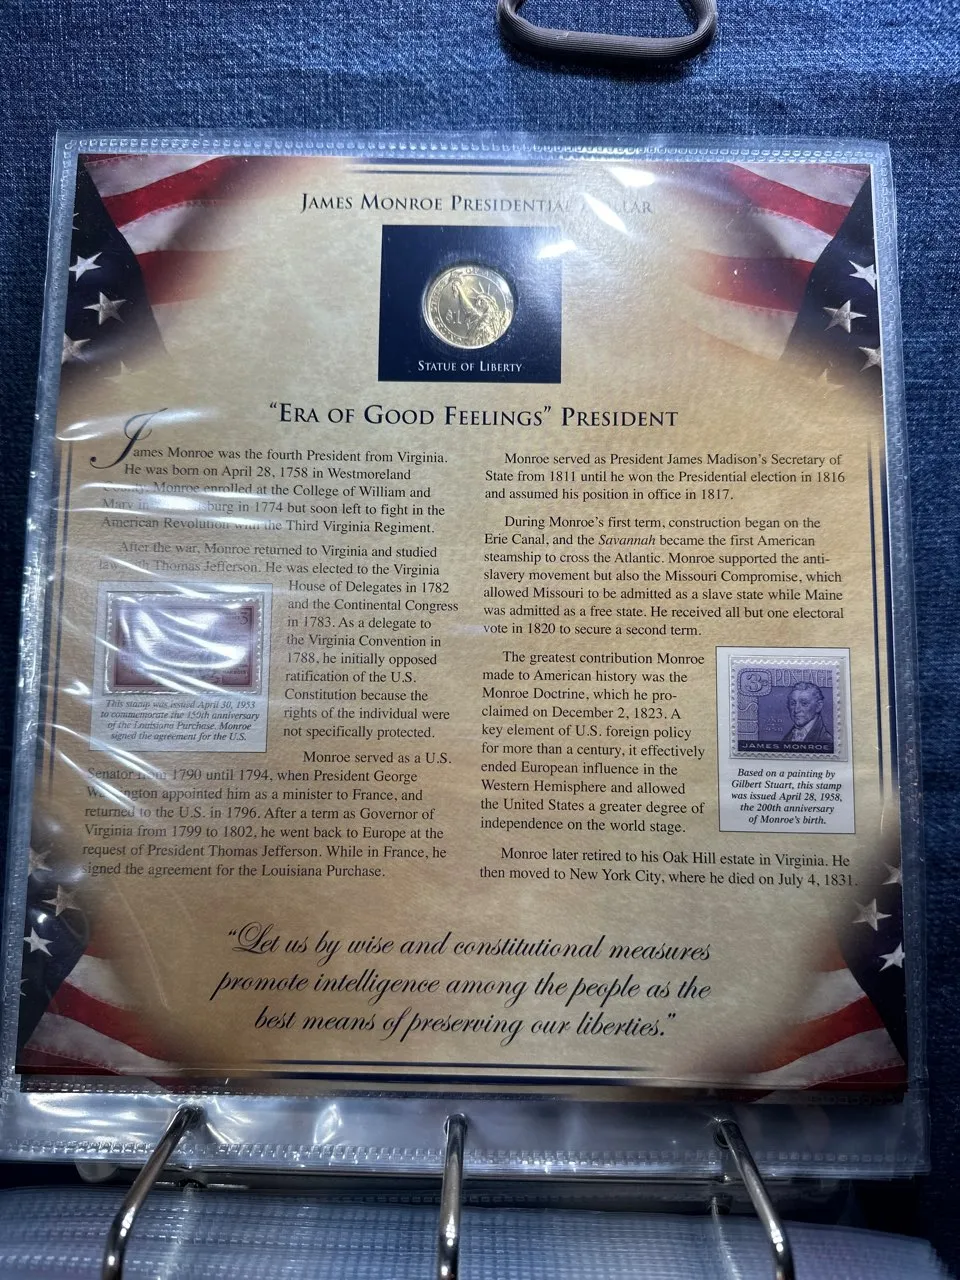 JAMES MONROE PRESIDENTIAL
STATUE OF LIBERTY
“ERA OF GOOD FEELINGS” PRESIDENT
James Monroe was the fourth President from Virginia.
He was born on April 28, 1758 in Westmoreland
County. Monroe enrolled at the College of William and
Mary in burg in 1774 but soon left to fight in the
American Revolution with the Third Virginia Regiment.
After the war, Monroe returned to Virginia and studied
law with Thomas Jefferson. He was elected to the Virginia
House of Delegates in 1782
and the Continental Congress
in 1783. As a delegate to
the Virginia Convention in
1788, he initially opposed
ratification of the U.S.
Constitution because the
rights of the individual were
not specifically protected.
This stamp was issued April 30, 1953
to commemorate the 150th anniversary
of the Louisiana Purchase. Monroe
signed the agreement for the U.S.
Monroe served as a U.S.
Senator from 1790 until 1794, when President George
Washington appointed him as a minister to France, and
returned to the U.S. in 1796. After a term as Governor of
Virginia from 1799 to 1802, he went back to Europe at the
request of President Thomas Jefferson. While in France, he
signed the agreement for the Louisiana Purchase.
Monroe served as President James Madison’s Secretary of
State from 1811 until he won the Presidential election in 1816
and assumed his position in office in 1817.
During Monroe’s first term, construction began on the
Erie Canal, and the Savannah became the first American
steamship to cross the Atlantic. Monroe supported the anti-
slavery movement but also the Missouri Compromise, which
allowed Missouri to be admitted as a slave state while Maine
was admitted as a free state. He received all but one electoral
vote in 1820 to secure a second term.
The greatest contribution Monroe
made to American history was the
Monroe Doctrine, which he pro-
claimed on December 2, 1823. A
key element of U.S. foreign policy
for more than a century, it effectively
ended European influence in the
Western Hemisphere and allowed
the United States a greater degree of
independence on the world stage.
3¢ POSTAGE
JAMES MONROE
Based on a painting by
Gilbert Stuart, this stamp
was issued April 28, 1958,
the 200th anniversary
of Monroe’s birth.
Monroe later retired to his Oak Hill estate in Virginia. He
then moved to New York City, where he died on July 4, 1831.
“Let us by wise and constitutional measures
promote intelligence among the people as the
best means of preserving our liberties.”